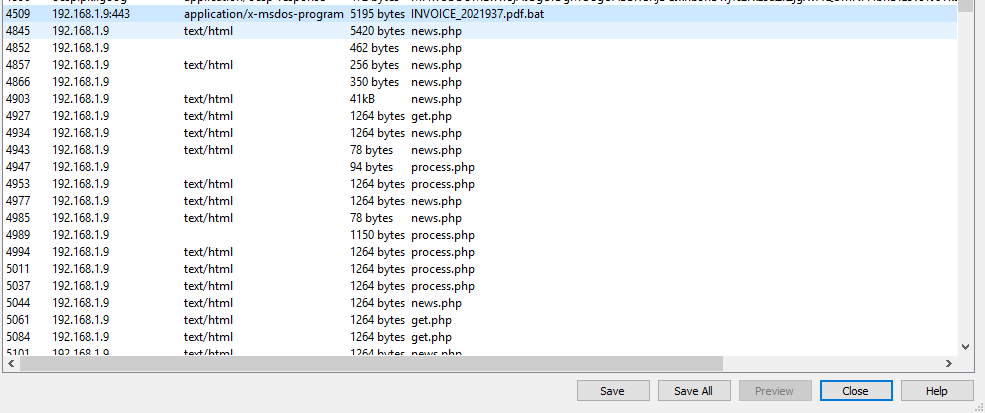 4509 192.168.1.9:443 application/x-msdos-program 5195 bytes INVOICE_2021937.pdf.bat
4845 192.168.1.9 text/html 5420 bytes news.php
4852 192.168.1.9 462 bytes news.php
4857 192.168.1.9 text/html 256 bytes news.php
4866 192.168.1.9 350 bytes news.php
4903 192.168.1.9 text/html 41kB news.php
4927 192.168.1.9 text/html 1264 bytes get.php
4934 192.168.1.9 text/html 1264 bytes news.php
4943 192.168.1.9 text/html 78 bytes news.php
4947 192.168.1.9 94 bytes process.php
4953 192.168.1.9 text/html 1264 bytes process.php
4977 192.168.1.9 text/html 1264 bytes news.php
4985 192.168.1.9 text/html 78 bytes news.php
4989 192.168.1.9 1150 bytes process.php
4994 192.168.1.9 text/html 1264 bytes process.php
5011 192.168.1.9 text/html 1264 bytes process.php
5037 192.168.1.9 text/html 1264 bytes process.php
5044 192.168.1.9 text/html 1264 bytes news.php
5061 192.168.1.9 text/html 1264 bytes get.php
5084 192.168.1.9 text/html 1264 bytes get.php
5101 192.168.1.9 text/html 1264 bytes news.php
Save Save All Preview Close Help